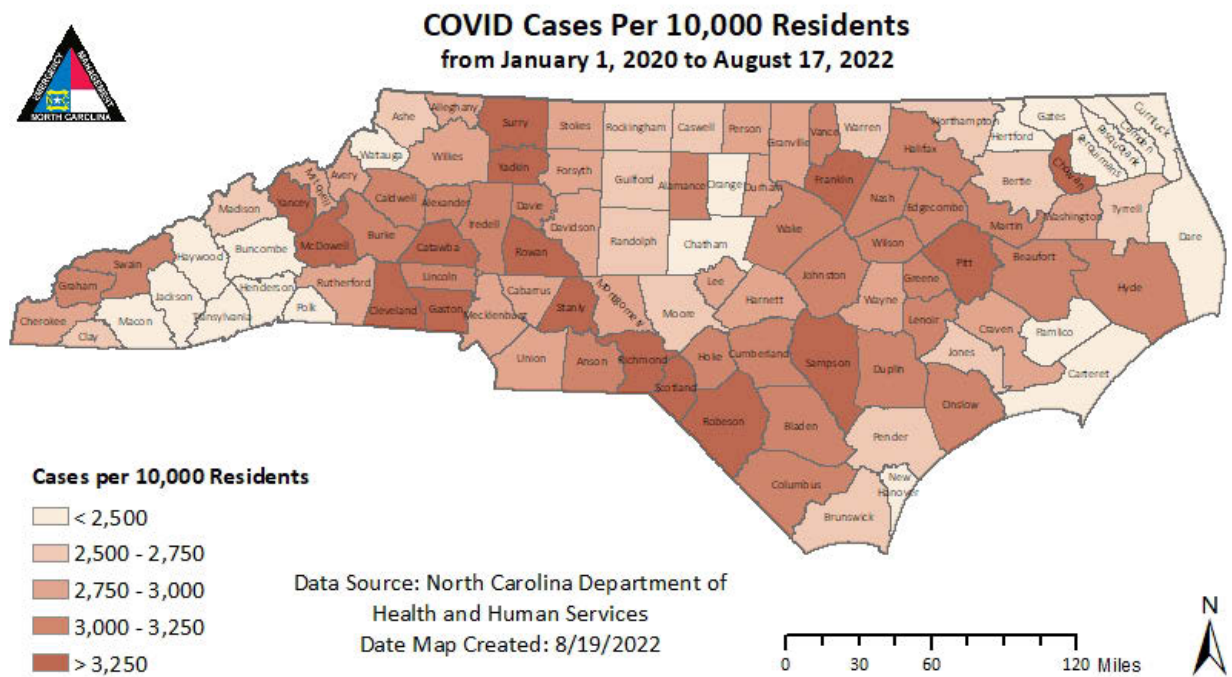 COVID Cases Per 10,000 Residents
from January 1, 2020 to August 17, 2022
EMERGENCY
MANAGEMENT
NC
NORTH CAROLINA
Ashe
Alleghany
Surry
Stokes
Rockingham
Caswell
Person
Granville
Vance
Warren
Northampton
Hertford
Gates
Currituck
Camden
Pasquotank
Perquimans
Chowan
Watauga
Wilkes
Yadkin
Forsyth
Guilford
Alamance
Orange
Durham
Franklin
Halifax
Bertie
Mitchell
Avery
Yancey
Madison
Caldwell
Alexander
Iredell
Davie
Davidson
Randolph
Chatham
Wake
Nash
Edgecombe
Martin
Washington
Tyrrell
Dare
Swain
Haywood
Buncombe
McDowell
Burke
Catawba
Rowan
Wilson
Pitt
Beaufort
Hyde
Graham
Jackson
Henderson
Rutherford
Lincoln
Cabarrus
Montgomery
Moore
Lee
Harnett
Johnston
Wayne
Greene
Lenoir
Craven
Pamlico
Cherokee
Clay
Macon
Transylvania
Polk
Cleveland
Gaston
Mecklenburg
Stanly
Union
Anson
Richmond
Scotland
Hoke
Cumberland
Sampson
Duplin
Jones
Carteret
Onslow
Robeson
Bladen
Pender
Columbus
New
Hanover
Brunswick
Cases per 10,000 Residents
< 2,500
2,500 - 2,750
2,750 - 3,000
3,000 - 3,250
> 3,250
Data Source: North Carolina Department of
Health and Human Services
Date Map Created: 8/19/2022
0 30 60 120 Miles
N